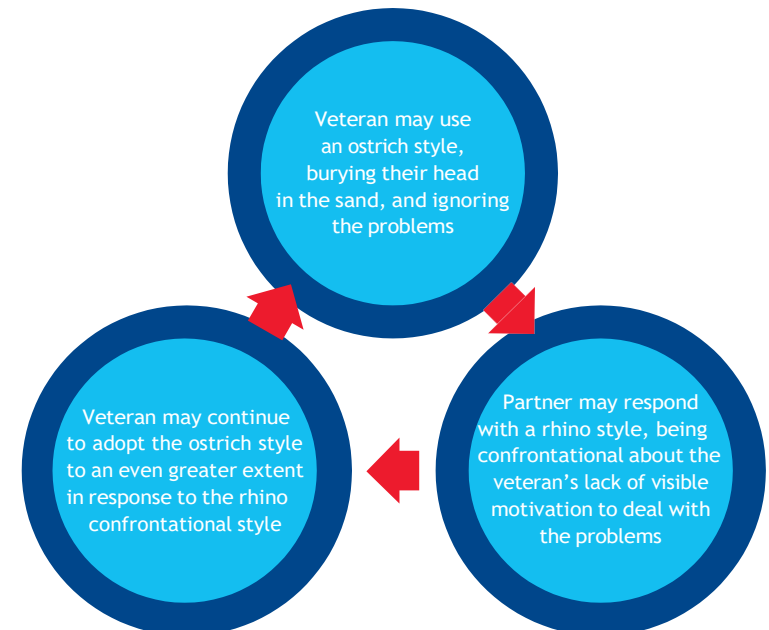 Veteran may use
an ostrich style,
burying their head
in the sand, and ignoring
the problems
Partner may respond
with a rhino style, being
confrontational about the
veteran’s lack of visible
motivation to deal with
the problems
Veteran may continue
to adopt the ostrich style
to an even greater extent
in response to the rhino
confrontational style